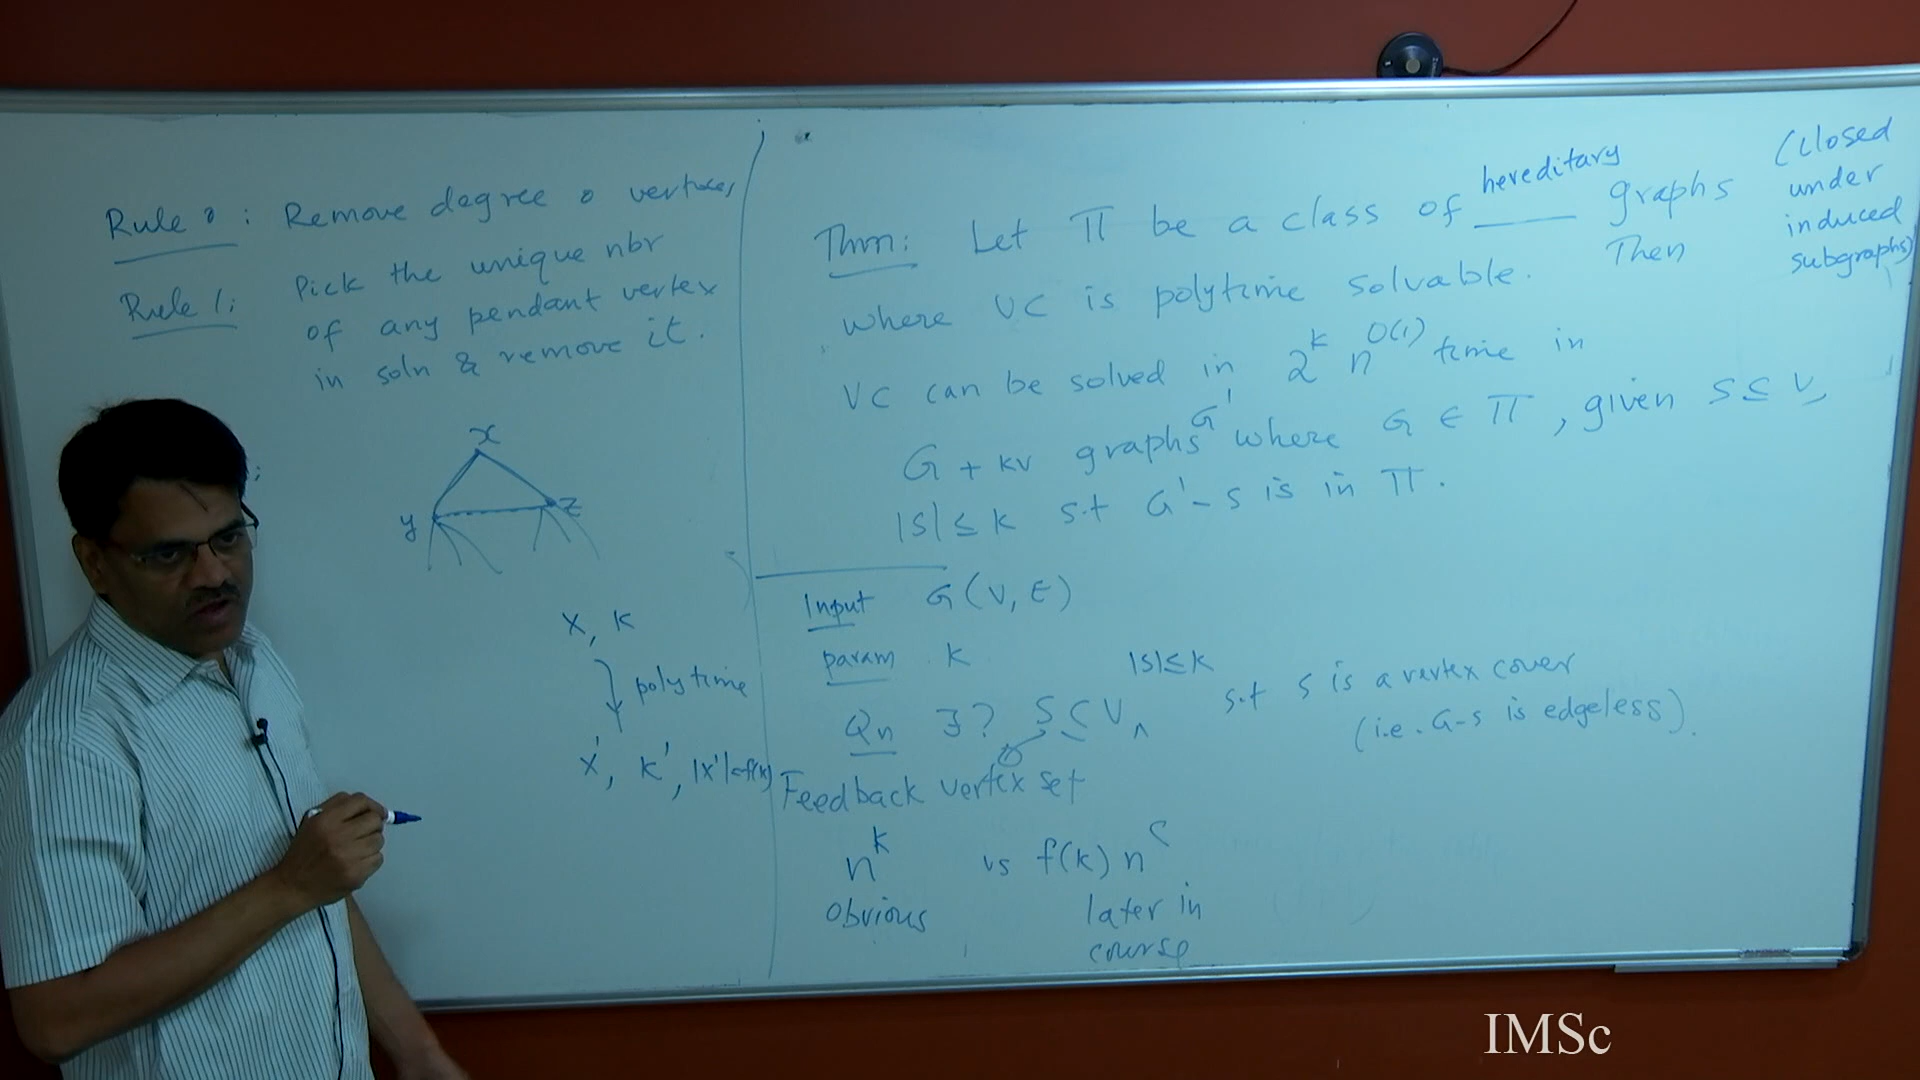 Rule 0: Remove degree 0 vertices
Rule 1: Pick the unique nbr
of any pendant vertex
in soln & remove it.
;
x
y
z
x, k
polytime
x', k', |x'|≤f(k)
hereditary
Thm: Let Π be a class of ___ graphs
(closed
under
induced
subgraphs)
where VC is polytime solvable. Then
VC can be solved in 2^k n^O(1) time in
G + kv graphs G' where G ∈ Π, given S ⊆ V,
|S| ≤ k s.t G' - S is in Π.
Input G(V, E)
param k
Qn ∃? S ⊆ V, |S| ≤ k s.t S is a vertex cover
(i.e. G-S is edgeless).
Feedback vertex set
n^k vs f(k) n^c
obvious later in
course
IMSc